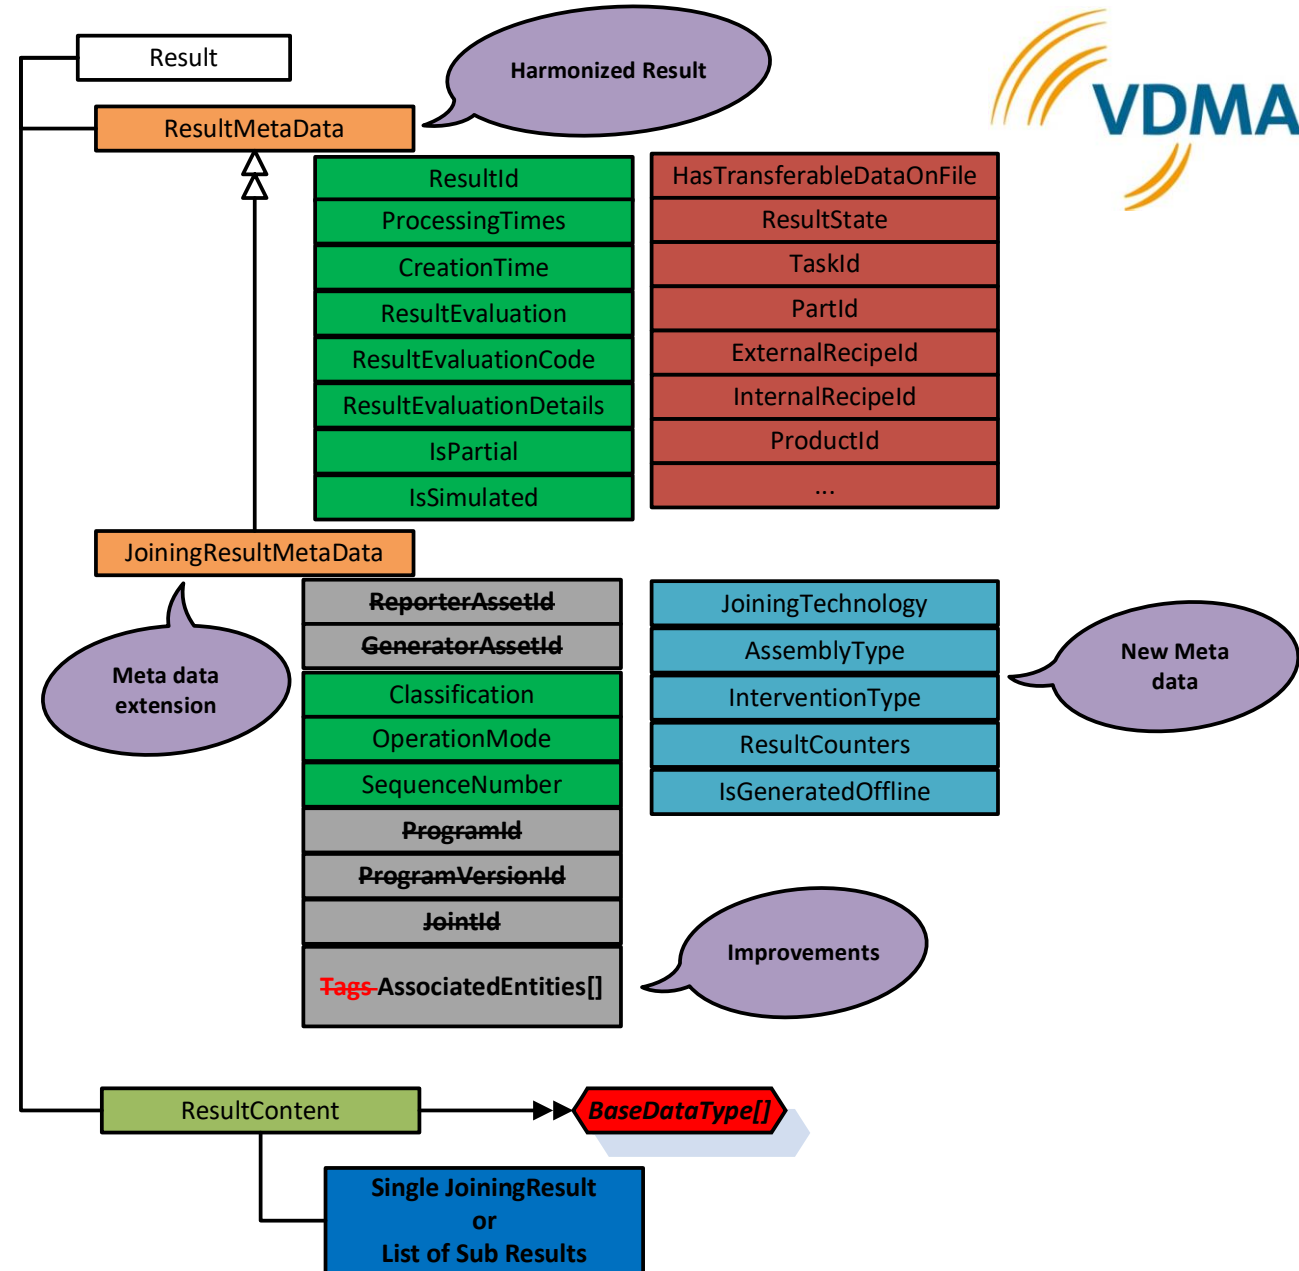 Result
Harmonized Result
VDMA
ResultMetaData
ResultId
ProcessingTimes
CreationTime
ResultEvaluation
ResultEvaluationCode
ResultEvaluationDetails
IsPartial
IsSimulated
HasTransferableDataOnFile
ResultState
TaskId
PartId
ExternalRecipeId
InternalRecipeId
ProductId
...
JoiningResultMetaData
Meta data
extension
ReporterAssetId
GeneratorAssetId
Classification
OperationMode
SequenceNumber
ProgramId
ProgramVersionId
JointId
Tags AssociatedEntities[]
JoiningTechnology
AssemblyType
InterventionType
ResultCounters
IsGeneratedOffline
New Meta
data
Improvements
ResultContent
BaseDataType[]
Single JoiningResult
or
List of Sub Results